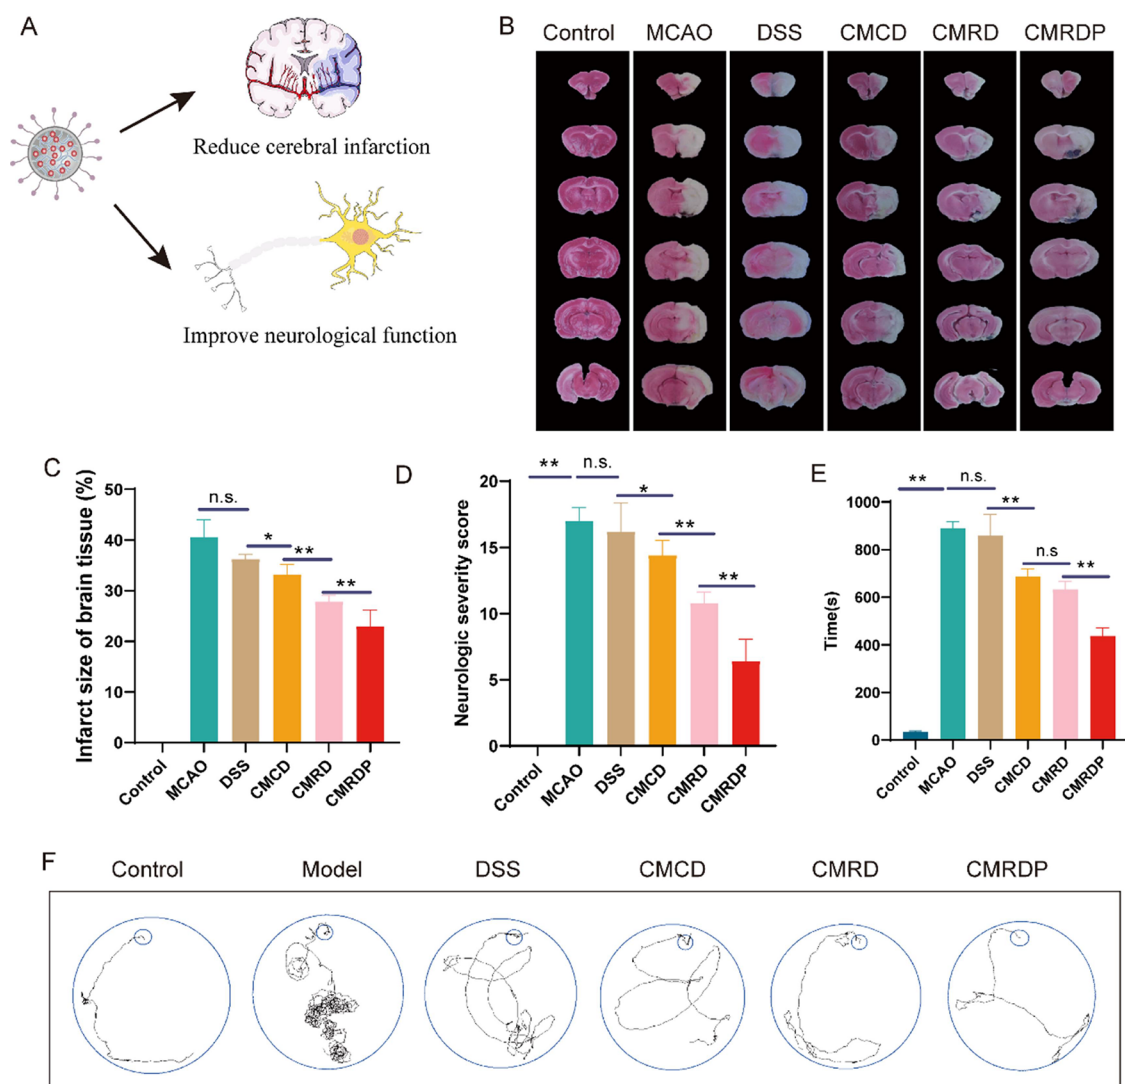 A
Reduce cerebral infarction
Improve neurological function
B
Control MCAO DSS CMCD CMRD CMRDP
C
Infarct size of brain tissue (%)
50
40
30
20
10
0
n.s.
*
**
**
Control MCAO DSS CMCD CMRD CMRDP
D
Neurologic severity score
20
15
10
5
0
**
n.s.
*
**
**
Control MCAO DSS CMCD CMRD CMRDP
E
Time(s)
1000
800
600
400
200
0
**
n.s.
**
n.s
**
Control MCAO DSS CMCD CMRD CMRDP
F
Control Model DSS CMCD CMRD CMRDP